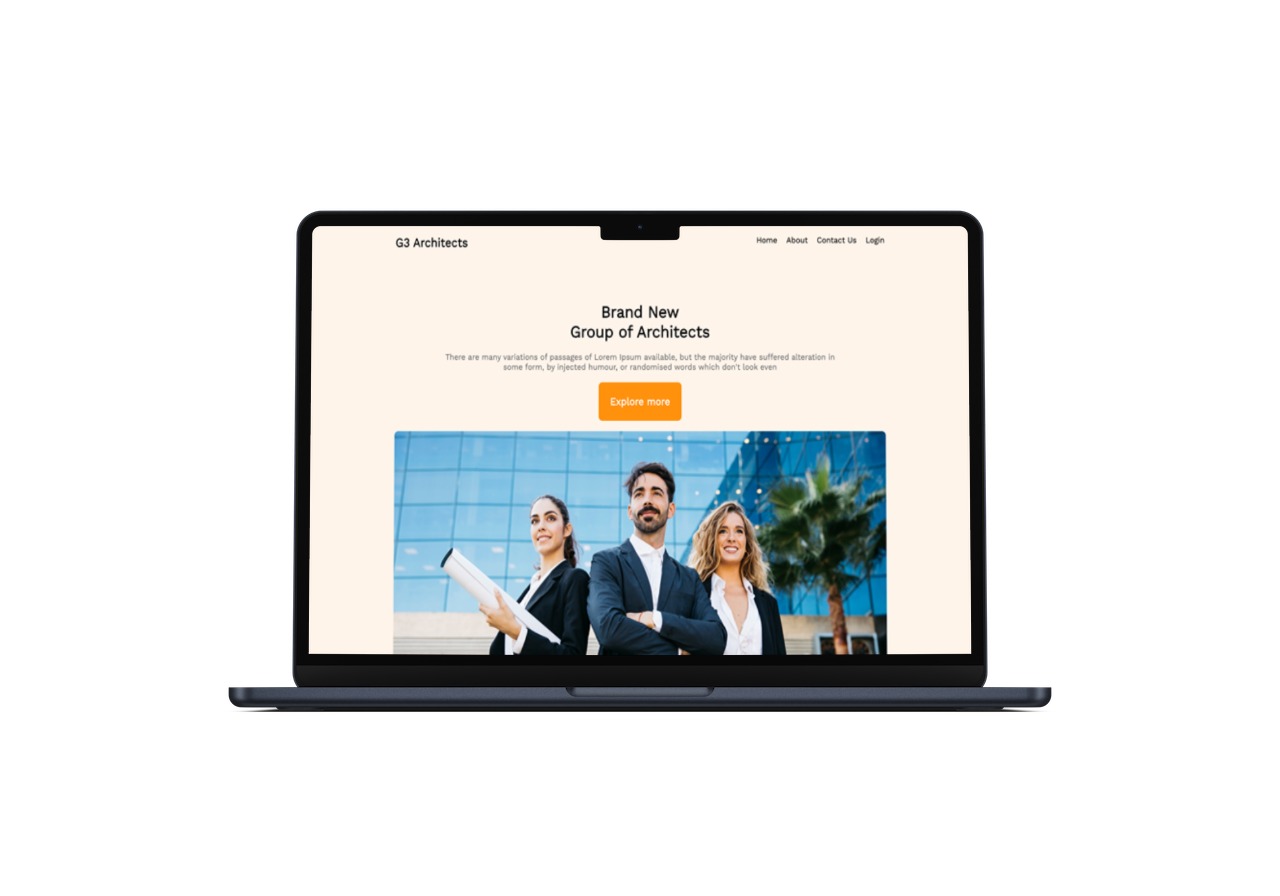 G3 Architects
Home About Contact Us Login
Brand New
Group of Architects
There are many variations of passages of Lorem Ipsum available, but the majority have suffered alteration in
some form, by injected humour, or randomised words which don't look even
Explore more